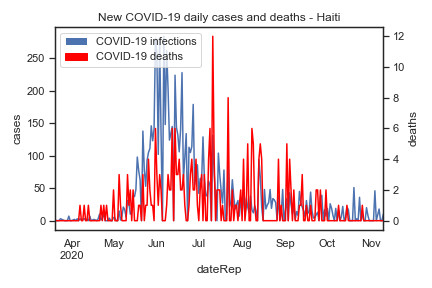 New COVID-19 daily cases and deaths - Haiti
COVID-19 infections
COVID-19 deaths
cases
250
200
150
100
50
0
deaths
12
10
8
6
4
2
0
Apr
2020
May
Jun
Jul
Aug
Sep
Oct
Nov
dateRep